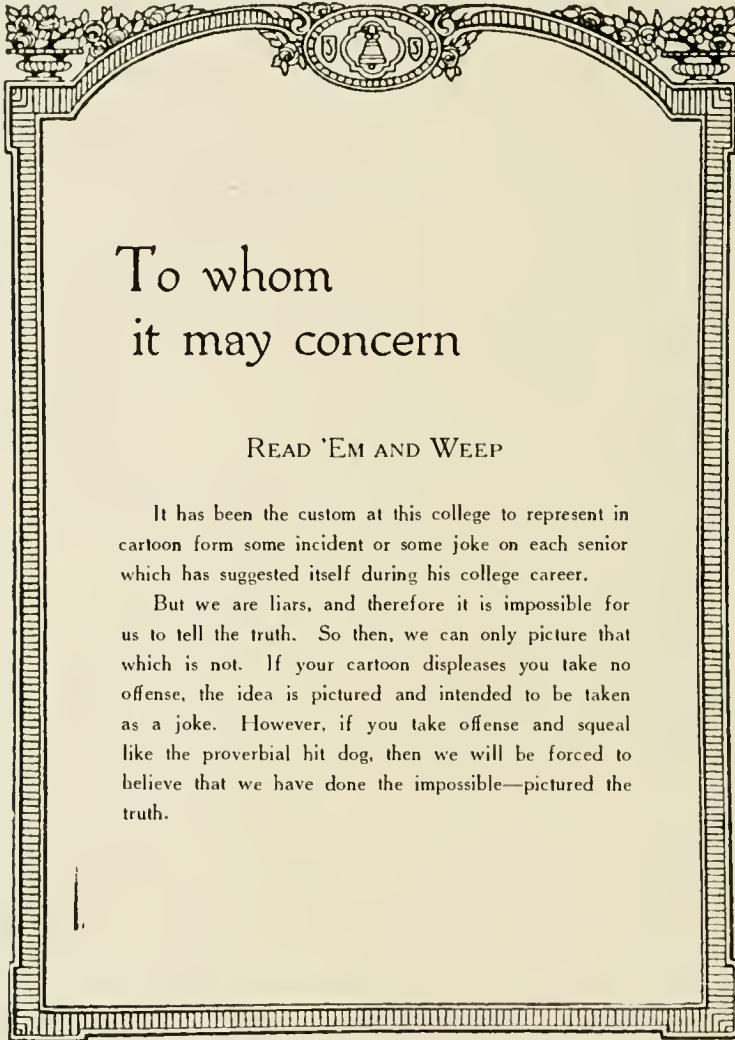 To whom
it may concern
READ 'EM AND WEEP
It has been the custom at this college to represent in
cartoon form some incident or some joke on each senior
which has suggested itself during his college career.
But we are liars, and therefore it is impossible for
us to tell the truth. So then, we can only picture that
which is not. If your cartoon displeases you take no
offense, the idea is pictured and intended to be taken
as a joke. However, if you take offense and squeal
like the proverbial hit dog, then we will be forced to
believe that we have done the impossible—pictured the
truth.